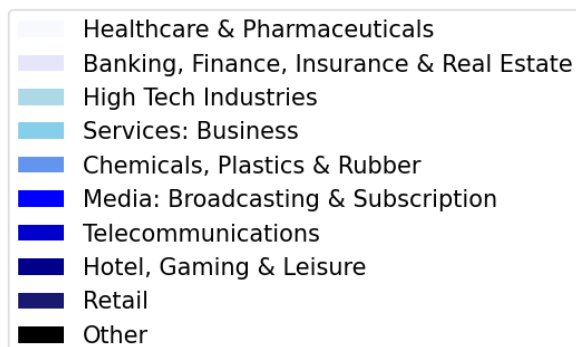 Healthcare & Pharmaceuticals
Banking, Finance, Insurance & Real Estate
High Tech Industries
Services: Business
Chemicals, Plastics & Rubber
Media: Broadcasting & Subscription
Telecommunications
Hotel, Gaming & Leisure
Retail
Other